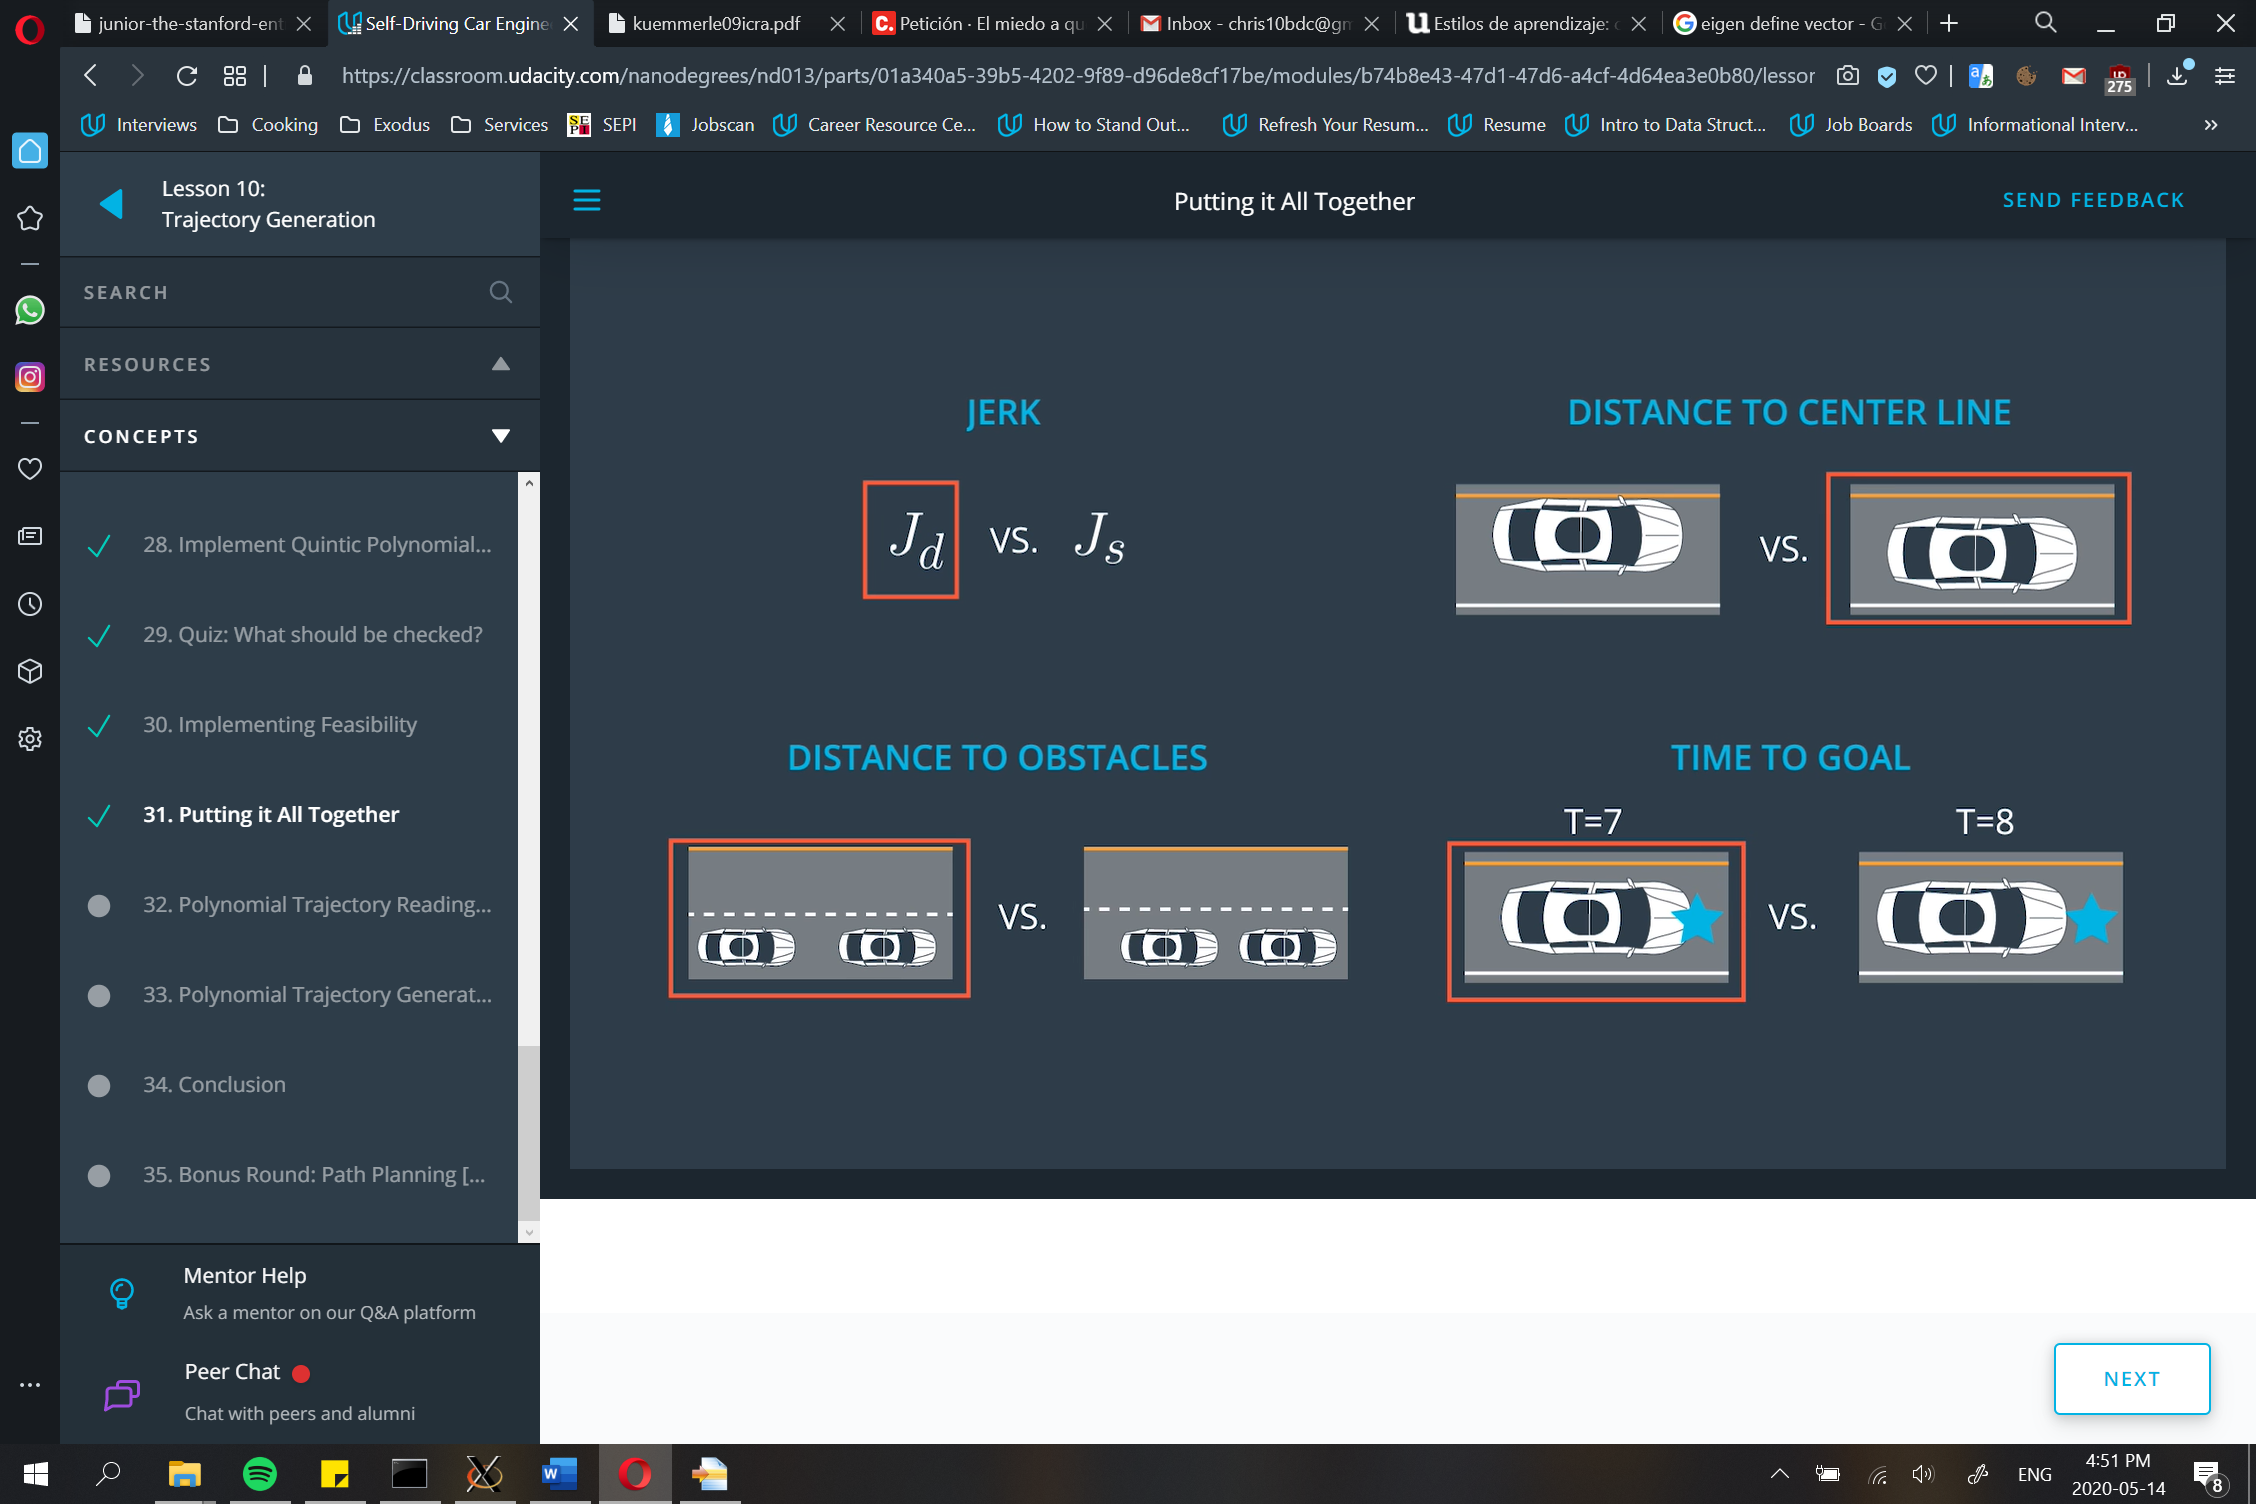 junior-the-stanford-ent
Self-Driving Car Engine
kuemmerle09icra.pdf
Petición · El miedo a qu
Inbox - chris10bdc@gm
Estilos de aprendizaje:
eigen define vector - G
https://classroom.udacity.com/nanodegrees/nd013/parts/01a340a5-39b5-4202-9f89-d96de8cf17be/modules/b74b8e43-47d1-47d6-a4cf-4d64ea3e0b80/lessor
275
Interviews
Cooking
Exodus
Services
SEPI
Jobscan
Career Resource Ce...
How to Stand Out...
Refresh Your Resum...
Resume
Intro to Data Struct...
Job Boards
Informational Interv...
Lesson 10:
Trajectory Generation
Putting it All Together
SEND FEEDBACK
SEARCH
RESOURCES
CONCEPTS
28. Implement Quintic Polynomial...
29. Quiz: What should be checked?
30. Implementing Feasibility
31. Putting it All Together
32. Polynomial Trajectory Reading...
33. Polynomial Trajectory Generat...
34. Conclusion
35. Bonus Round: Path Planning [...
Mentor Help
Ask a mentor on our Q&A platform
Peer Chat
Chat with peers and alumni
JERK
J_d VS. J_s
DISTANCE TO CENTER LINE
VS.
DISTANCE TO OBSTACLES
VS.
TIME TO GOAL
T=7
T=8
VS.
NEXT
ENG
4:51 PM
2020-05-14
8